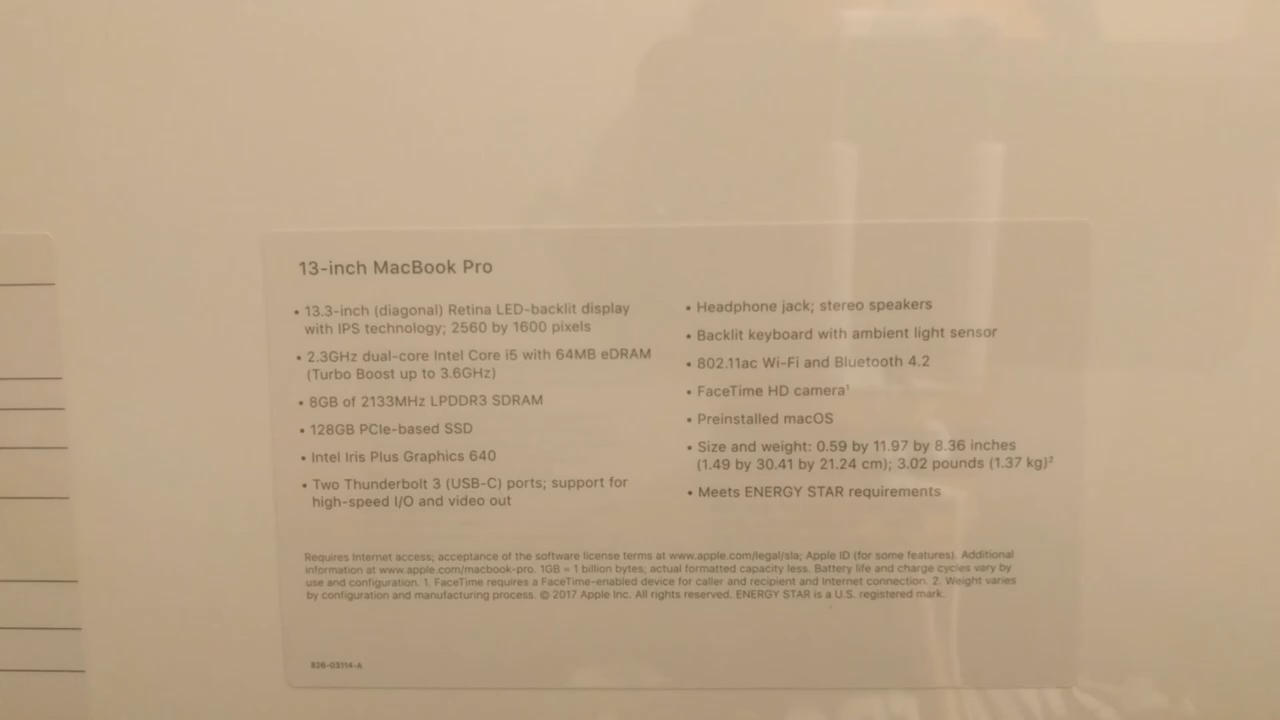 13-inch MacBook Pro
• 13.3-inch (diagonal) Retina LED-backlit display
with IPS technology; 2560 by 1600 pixels
• 2.3GHz dual-core Intel Core i5 with 64MB eDRAM
(Turbo Boost up to 3.6GHz)
• 8GB of 2133MHz LPDDR3 SDRAM
• 128GB PCIe-based SSD
• Intel Iris Plus Graphics 640
• Two Thunderbolt 3 (USB-C) ports; support for
high-speed I/O and video out
• Headphone jack; stereo speakers
• Backlit keyboard with ambient light sensor
• 802.11ac Wi-Fi and Bluetooth 4.2
• FaceTime HD camera¹
• Preinstalled macOS
• Size and weight: 0.59 by 11.97 by 8.36 inches
(1.49 by 30.41 by 21.24 cm); 3.02 pounds (1.37 kg)²
• Meets ENERGY STAR requirements
Requires Internet access; acceptance of the software license terms at www.apple.com/legal/sla; Apple ID (for some features). Additional
information at www.apple.com/macbook-pro. 1GB = 1 billion bytes; actual formatted capacity less. Battery life and charge cycles vary by
use and configuration. 1. FaceTime requires a FaceTime-enabled device for caller and recipient and Internet connection. 2. Weight varies
by configuration and manufacturing process. © 2017 Apple Inc. All rights reserved. ENERGY STAR is a U.S. registered mark.
826-03114-A